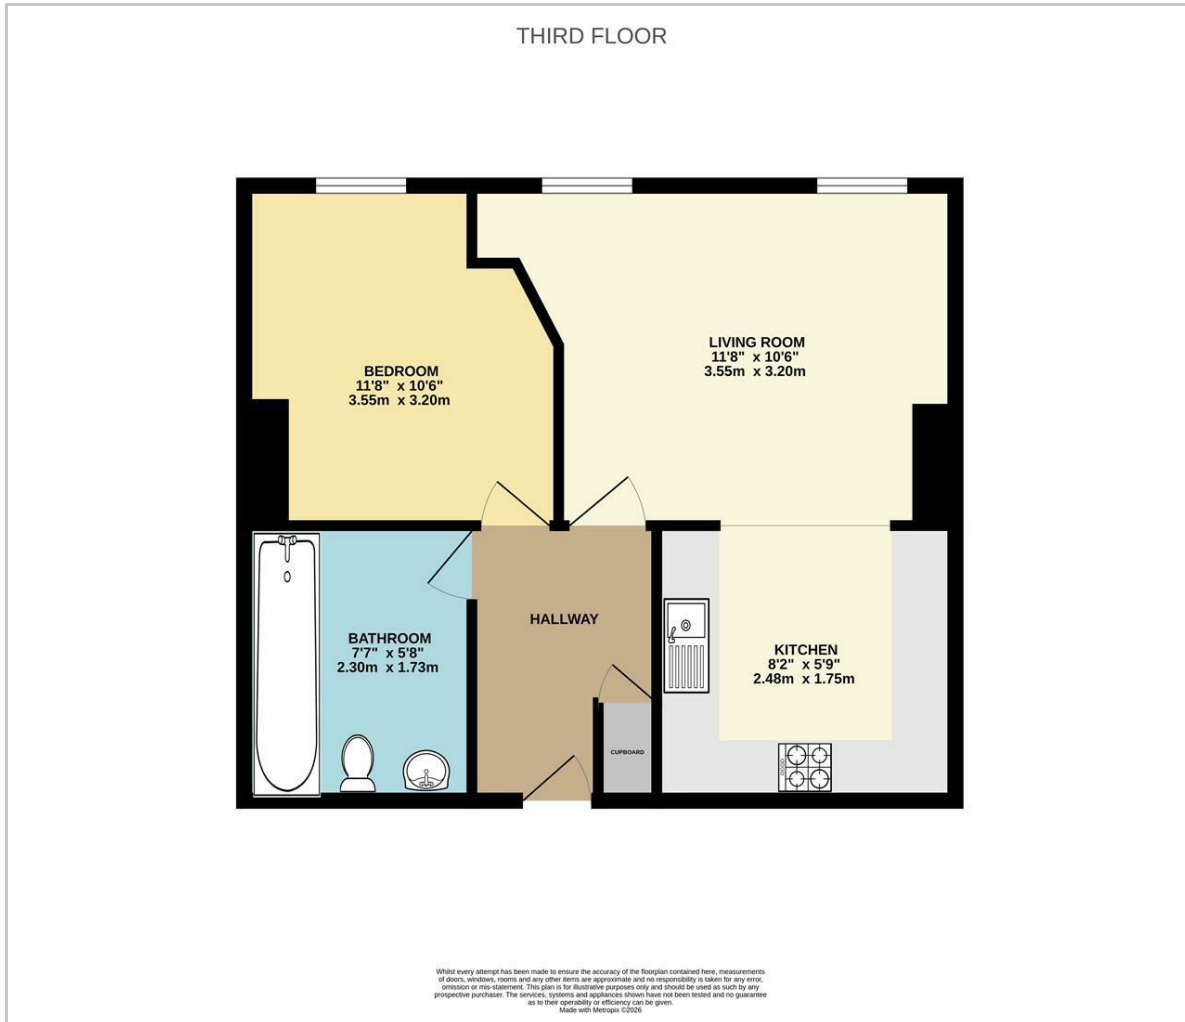 THIRD FLOOR
LIVING ROOM
11'8" x 10'6"
3.55m x 3.20m
BEDROOM
11'8" x 10'6"
3.55m x 3.20m
HALLWAY
BATHROOM
7'7" x 5'8"
2.30m x 1.73m
KITCHEN
8'2" x 5'9"
2.48m x 1.75m
CUPBOARD
Whilst every attempt has been made to ensure the accuracy of the floorplan contained here, measurements
of doors, windows, rooms and any other items are approximate and no responsibility is taken for any error,
omission or mis-statement. This plan is for illustrative purposes only and should be used as such by any
prospective purchaser. The services, systems and appliances shown have not been tested and no guarantee
as to their operability or efficiency can be given.
Made with Metropix ©2026